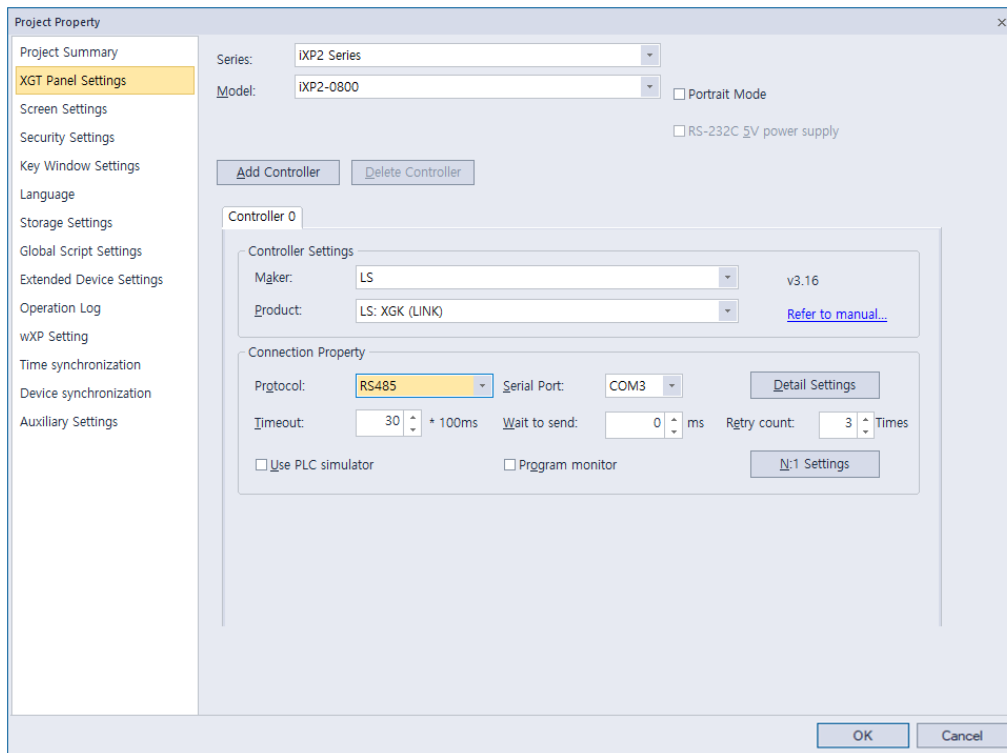 Project Property
Project Summary
XGT Panel Settings
Screen Settings
Security Settings
Key Window Settings
Language
Storage Settings
Global Script Settings
Extended Device Settings
Operation Log
wXP Setting
Time synchronization
Device synchronization
Auxiliary Settings
Series: iXP2 Series
Model: iXP2-0800
Portrait Mode
RS-232C 5V power supply
Add Controller Delete Controller
Controller 0
Controller Settings
Maker: LS v3.16
Product: LS: XGK (LINK) Refer to manual...
Connection Property
Protocol: RS485 Serial Port: COM3 Detail Settings
Timeout: 30 * 100ms Wait to send: 0 ms Retry count: 3 Times
Use PLC simulator Program monitor N:1 Settings
OK Cancel